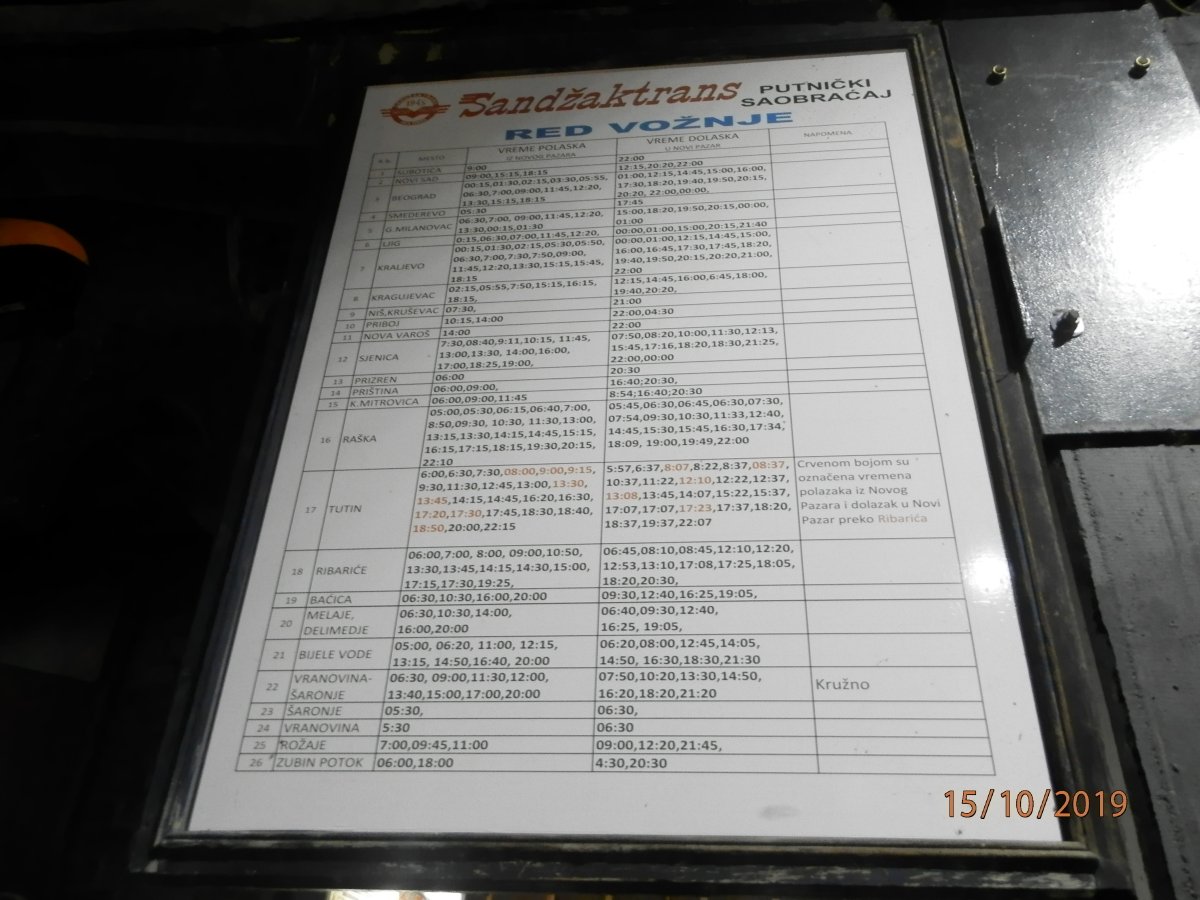 1945
Sandžaktrans PUTNIČKI
SAOBRAĆAJ
RED VOŽNJE
MESTO VREME POLASKA VREME DOLASKA NAPOMENA
IZ NOVOG PAZARA U NOVI PAZAR
1 SUBOTICA 9:00 22:00
2 NOVI SAD 09:00,15:15,18:15 12:15,20:20,22:00
3 BEOGRAD 00:15,01:30,02:15,03:30,05:55, 01:00,12:15,14:45,15:00,16:00,
06:30,7:00,09:00,11:45,12:20, 17:30,18:20,19:40,19:50,20:15,
13:30,15:15,18:15 20:20, 22:00,00:00,
4 SMEDEREVO 05:30 17:45
5 G.MILANOVAC 06:30,7:00, 09:00,11:45,12:20, 15:00,18:20,19:50,20:15,00:00,
13:30,00:15,01:30 01:00
6 LJIG 0:15,06:30,07:00,11:45,12:20, 00:00,01:00,15:00,20:15,21:40
7 KRALJEVO 00:15,01:30,02:15,05:30,05:50, 00:00,01:00,12:15,14:45,15:00,
06:30,7:00,7:30,7:50,09:00, 16:00,16:45,17:30,17:45,18:20,
11:45,12:20,13:30,15:15,15:45, 19:40,19:50,20:15,20:20,21:00,
18:15 22:00
8 KRAGUJEVAC 02:15,05:55,7:50,15:15,16:15, 12:15,14:45,16:00,6:45,18:00,
18:15, 19:40,20:20,
9 NIŠ,KRUŠEVAC 07:30, 21:00
10 PRIBOJ 10:15,14:00 22:00,04:30
11 NOVA VAROŠ 14:00 22:00
12 SJENICA 7:30,08:40,9:11,10:15, 11:45, 07:50,08:20,10:00,11:30,12:13,
13:00,13:30, 14:00,16:00, 15:45,17:16,18:20,18:30,21:25,
17:00,18:25,19:00, 22:00,00:00
13 PRIZREN 06:00 20:30
14 PRIŠTINA 06:00,09:00, 16:40;20:30,
15 K.MITROVICA 06:00,09:00,11:45 8:54;16:40;20:30
16 RAŠKA 05:00,05:30,06:15,06:40,7:00, 05:45,06:30,06:45,06:30,07:30,
8:50,09:30, 10:30, 11:30,13:00, 07:54,09:30,10:30,11:33,12:40,
13:15,13:30,14:15,14:45,15:15, 14:45,15:30,15:45,16:30,17:34,
16:15,17:15,18:15,19:30,20:15, 18:09, 19:00,19:49,22:00
22:10
17 TUTIN 6:00,6:30,7:30,08:00,9:00,9:15, 5:57,6:37,8:07,8:22,8:37,08:37, Crvenom bojom su
9:30,11:30,12:45,13:00,13:30, 10:37,11:22,12:10,12:22,12:37, označena vremena
13:45,14:15,14:45,16:20,16:30, 13:08,13:45,14:07,15:22,15:37, polazaka iz Novog
17:20,17:30,17:45,18:30,18:40, 17:07,17:07,17:23,17:37,18:20, Pazara i dolazak u Novi
18:50,20:00,22:15 18:37,19:37,22:07 Pazar preko Ribarića
18 RIBARIĆE 06:00,7:00, 8:00, 09:00,10:50, 06:45,08:10,08:45,12:10,12:20,
13:30,13:45,14:15,14:30,15:00, 12:53,13:10,17:08,17:25,18:05,
17:15,17:30,19:25, 18:20,20:30,
19 BAĆICA 06:30,10:30,16:00,20:00 09:30,12:40,16:25,19:05,
20 MELAJE, 06:30,10:30,14:00, 06:40,09:30,12:40,
DELIMEDJE 16:00,20:00 16:25, 19:05,
21 BIJELE VODE 05:00, 06:20, 11:00, 12:15, 06:20,08:00,12:45,14:05,
13:15, 14:50,16:40, 20:00 14:50, 16:30,18:30,21:30
22 VRANOVINA- 06:30, 09:00,11:30,12:00, 07:50,10:20,13:30,14:50, Kružno
ŠARONJE 13:40,15:00,17:00,20:00 16:20,18:20,21:20
23 ŠARONJE 05:30, 06:30,
24 VRANOVINA 5:30 06:30
25 ROŽAJE 7:00,09:45,11:00 09:00,12:20,21:45,
26 ZUBIN POTOK 06:00,18:00 4:30,20:30
15/10/2019